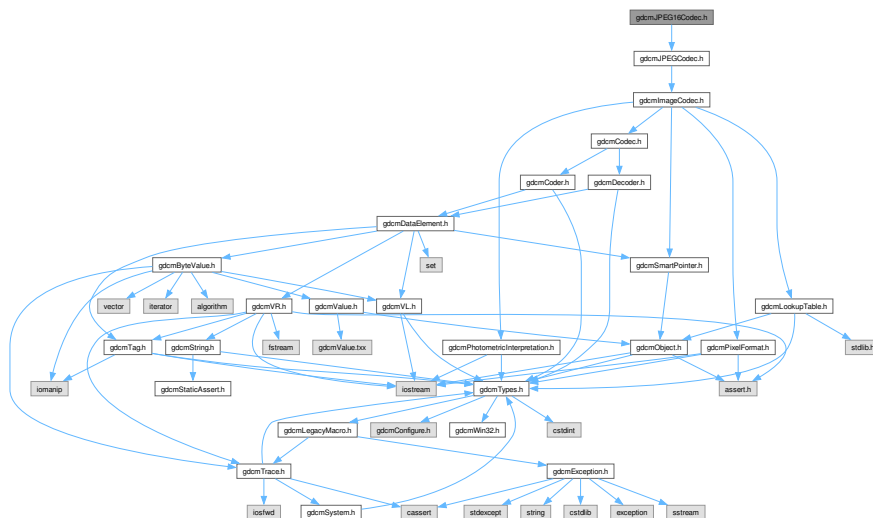 gdcmJPEG16Codec.h
gdcmJPEGCodec.h
gdcmImageCodec.h
gdcmCodec.h
gdcmCoder.h
gdcmDecoder.h
gdcmDataElement.h
gdcmByteValue.h
set
gdcmSmartPointer.h
vector
iterator
algorithm
gdcmVR.h
gdcmValue.h
gdcmVL.h
gdcmLookupTable.h
gdcmTag.h
gdcmString.h
fstream
gdcmValue.txx
gdcmPhotometricInterpretation.h
gdcmObject.h
gdcmPixelFormat.h
stdlib.h
iomanip
gdcmStaticAssert.h
iostream
gdcmTypes.h
assert.h
gdcmLegacyMacro.h
gdcmConfigure.h
gdcmWin32.h
cstdint
gdcmTrace.h
gdcmException.h
iosfwd
gdcmSystem.h
cassert
stdexcept
string
cstdlib
exception
sstream